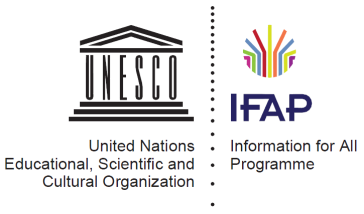 UNESCO
United Nations
Educational, Scientific and
Cultural Organization
IFAP
Information for All
Programme